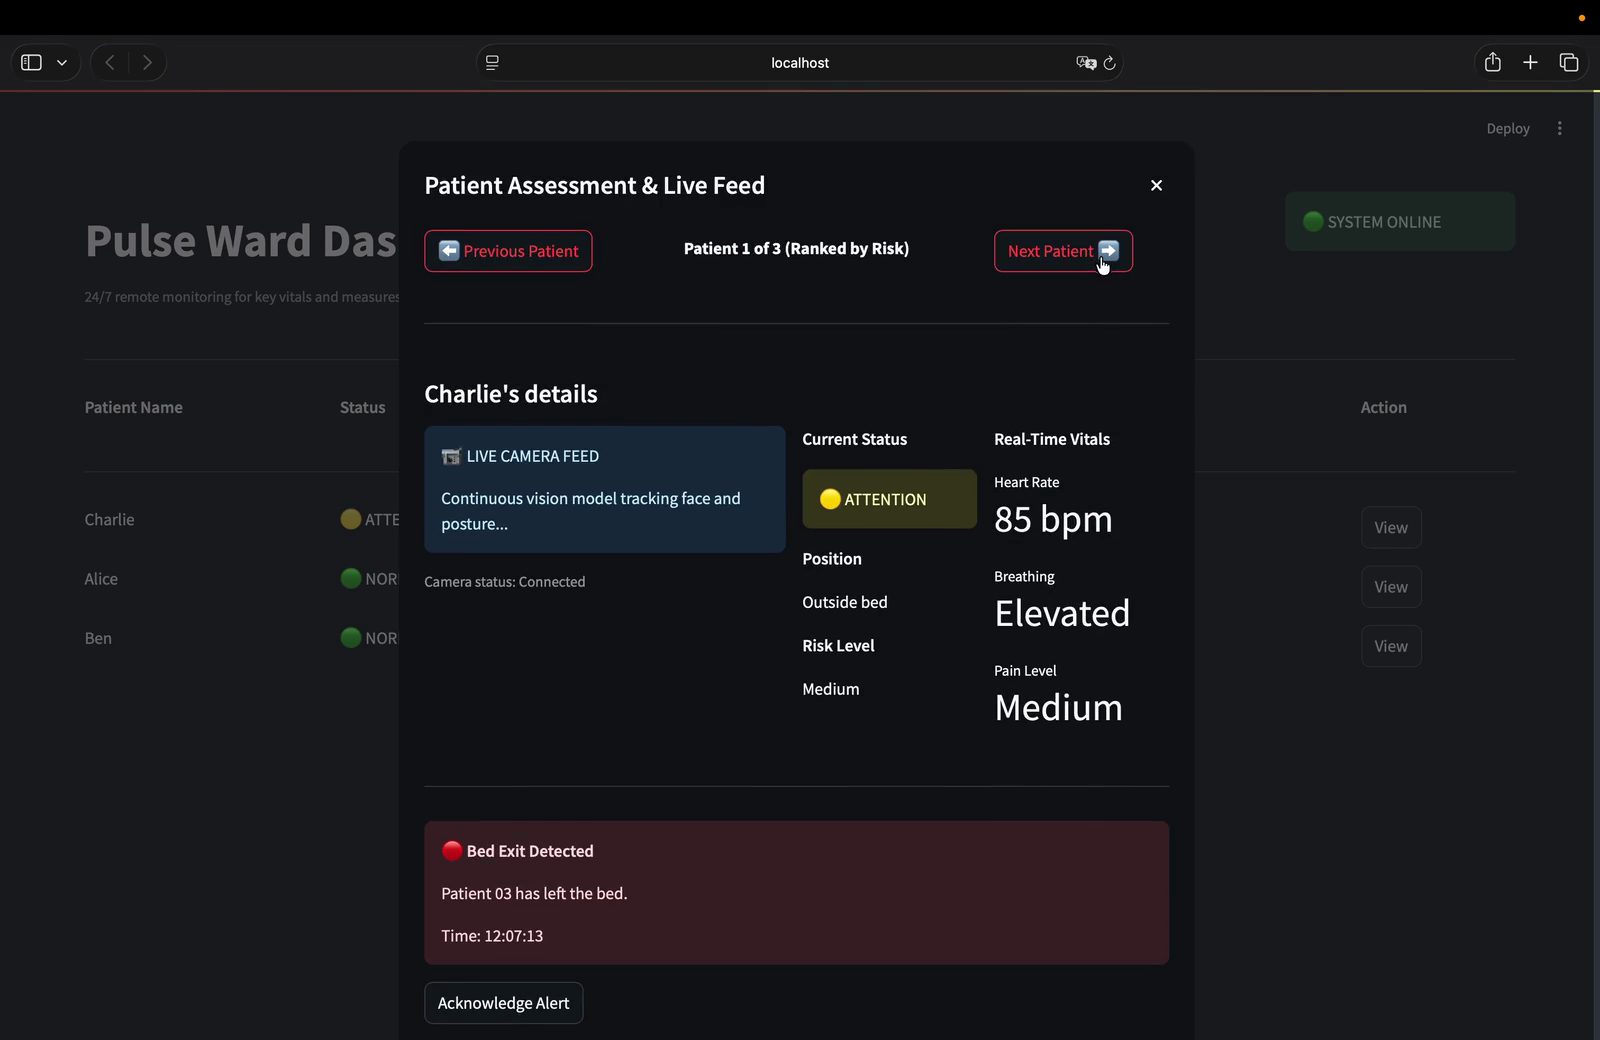 localhost
Deploy
Patient Assessment & Live Feed
Pulse Ward Das
24/7 remote monitoring for key vitals and measures
SYSTEM ONLINE
Previous Patient
Patient 1 of 3 (Ranked by Risk)
Next Patient
Patient Name
Status
Action
Charlie
ATTE
View
Alice
NOR
View
Ben
NOR
View
Charlie's details
LIVE CAMERA FEED
Continuous vision model tracking face and
posture...
Camera status: Connected
Current Status
ATTENTION
Position
Outside bed
Risk Level
Medium
Real-Time Vitals
Heart Rate
85 bpm
Breathing
Elevated
Pain Level
Medium
Bed Exit Detected
Patient 03 has left the bed.
Time: 12:07:13
Acknowledge Alert